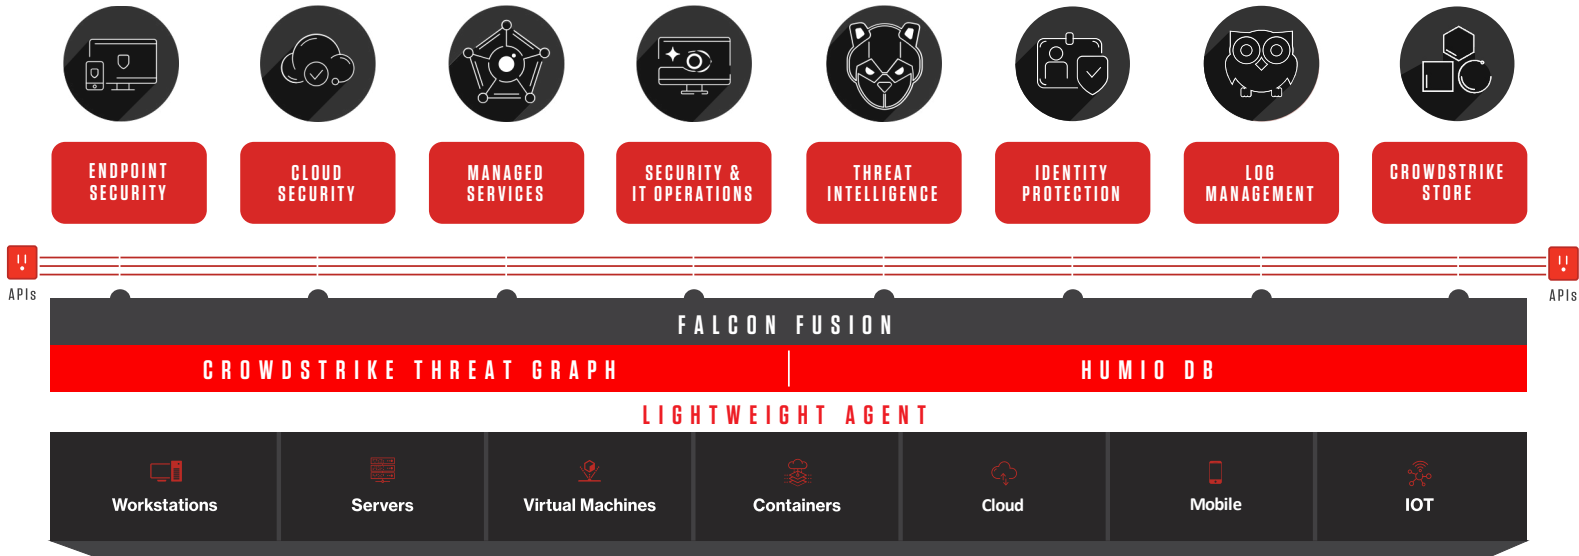 ENDPOINT
SECURITY
CLOUD
SECURITY
MANAGED
SERVICES
SECURITY &
IT OPERATIONS
THREAT
INTELLIGENCE
IDENTITY
PROTECTION
LOG
MANAGEMENT
CROWDSTRIKE
STORE
APIs
APIs
FALCON FUSION
CROWDSTRIKE THREAT GRAPH
HUMIO DB
LIGHTWEIGHT AGENT
Workstations
Servers
Virtual Machines
Containers
Cloud
Mobile
IOT